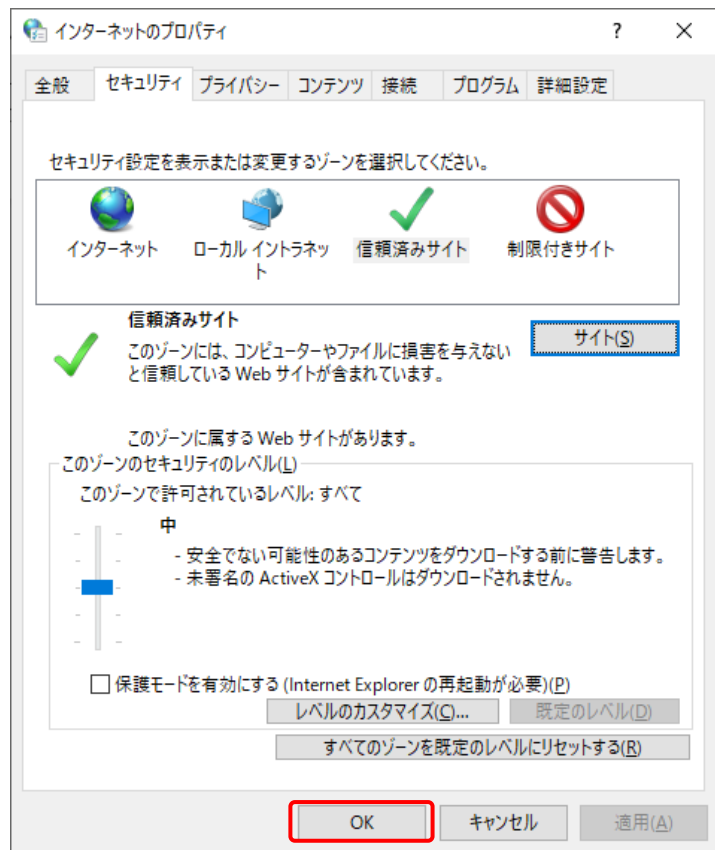 インターネットのプロパティ
?
全般 セキュリティ プライバシー コンテンツ 接続 プログラム 詳細設定
セキュリティ設定を表示または変更するゾーンを選択してください。
インターネット
ローカル イントラネッ
ト
信頼済みサイト
制限付きサイト
信頼済みサイト
サイト(S)
このゾーンには、コンピューターやファイルに損害を与えない
と信頼している Web サイトが含まれています。
このゾーンに属する Web サイトがあります。
このゾーンのセキュリティのレベル(L)
このゾーンで許可されているレベル: すべて
中
- 安全でない可能性のあるコンテンツをダウンロードする前に警告します。
- 未署名の ActiveX コントロールはダウンロードされません。
保護モードを有効にする (Internet Explorer の再起動が必要)(P)
レベルのカスタマイズ(C)... 既定のレベル(D)
すべてのゾーンを既定のレベルにリセットする(R)
OK キャンセル 適用(A)